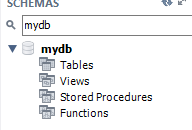 SCHEMAS
mydb
mydb
Tables
Views
Stored Procedures
Functions